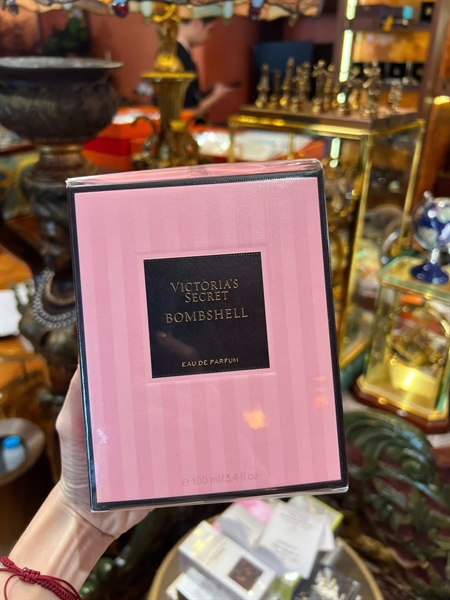 VICTORIA'S
SECRET
BOMBSHELL
EAU DE PARFUM
℮ 100 ml/3.4 fl oz